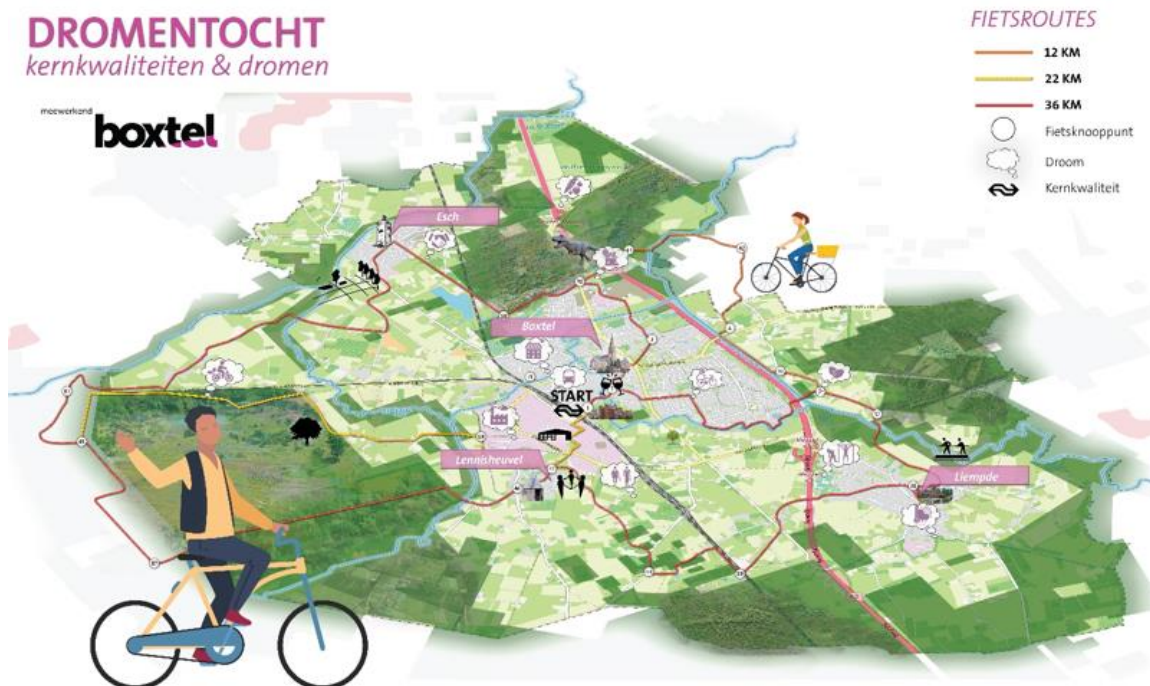 DROMENTOCHT
kernkwaliteiten & dromen
meewerkend
boxtel
FIETSROUTES
12 KM
22 KM
36 KM
Fietsknooppunt
Droom
Kernkwaliteit
Esch
Boxtel
START
Lennisheuvel
Liempde